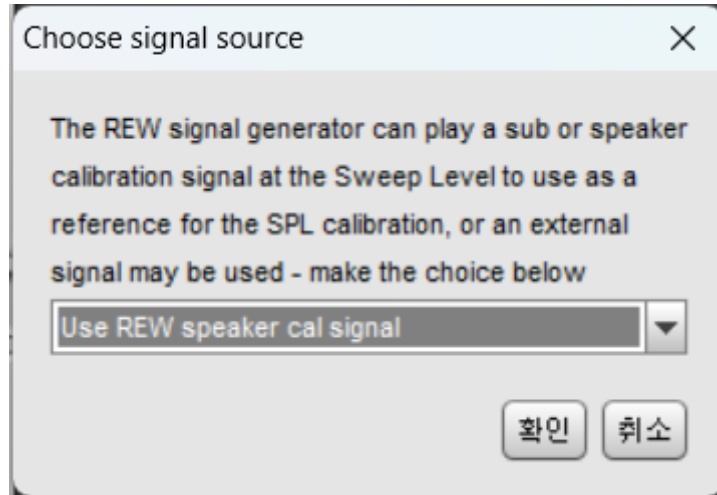 Choose signal source
The REW signal generator can play a sub or speaker
calibration signal at the Sweep Level to use as a
reference for the SPL calibration, or an external
signal may be used - make the choice below
Use REW speaker cal signal
확인 취소